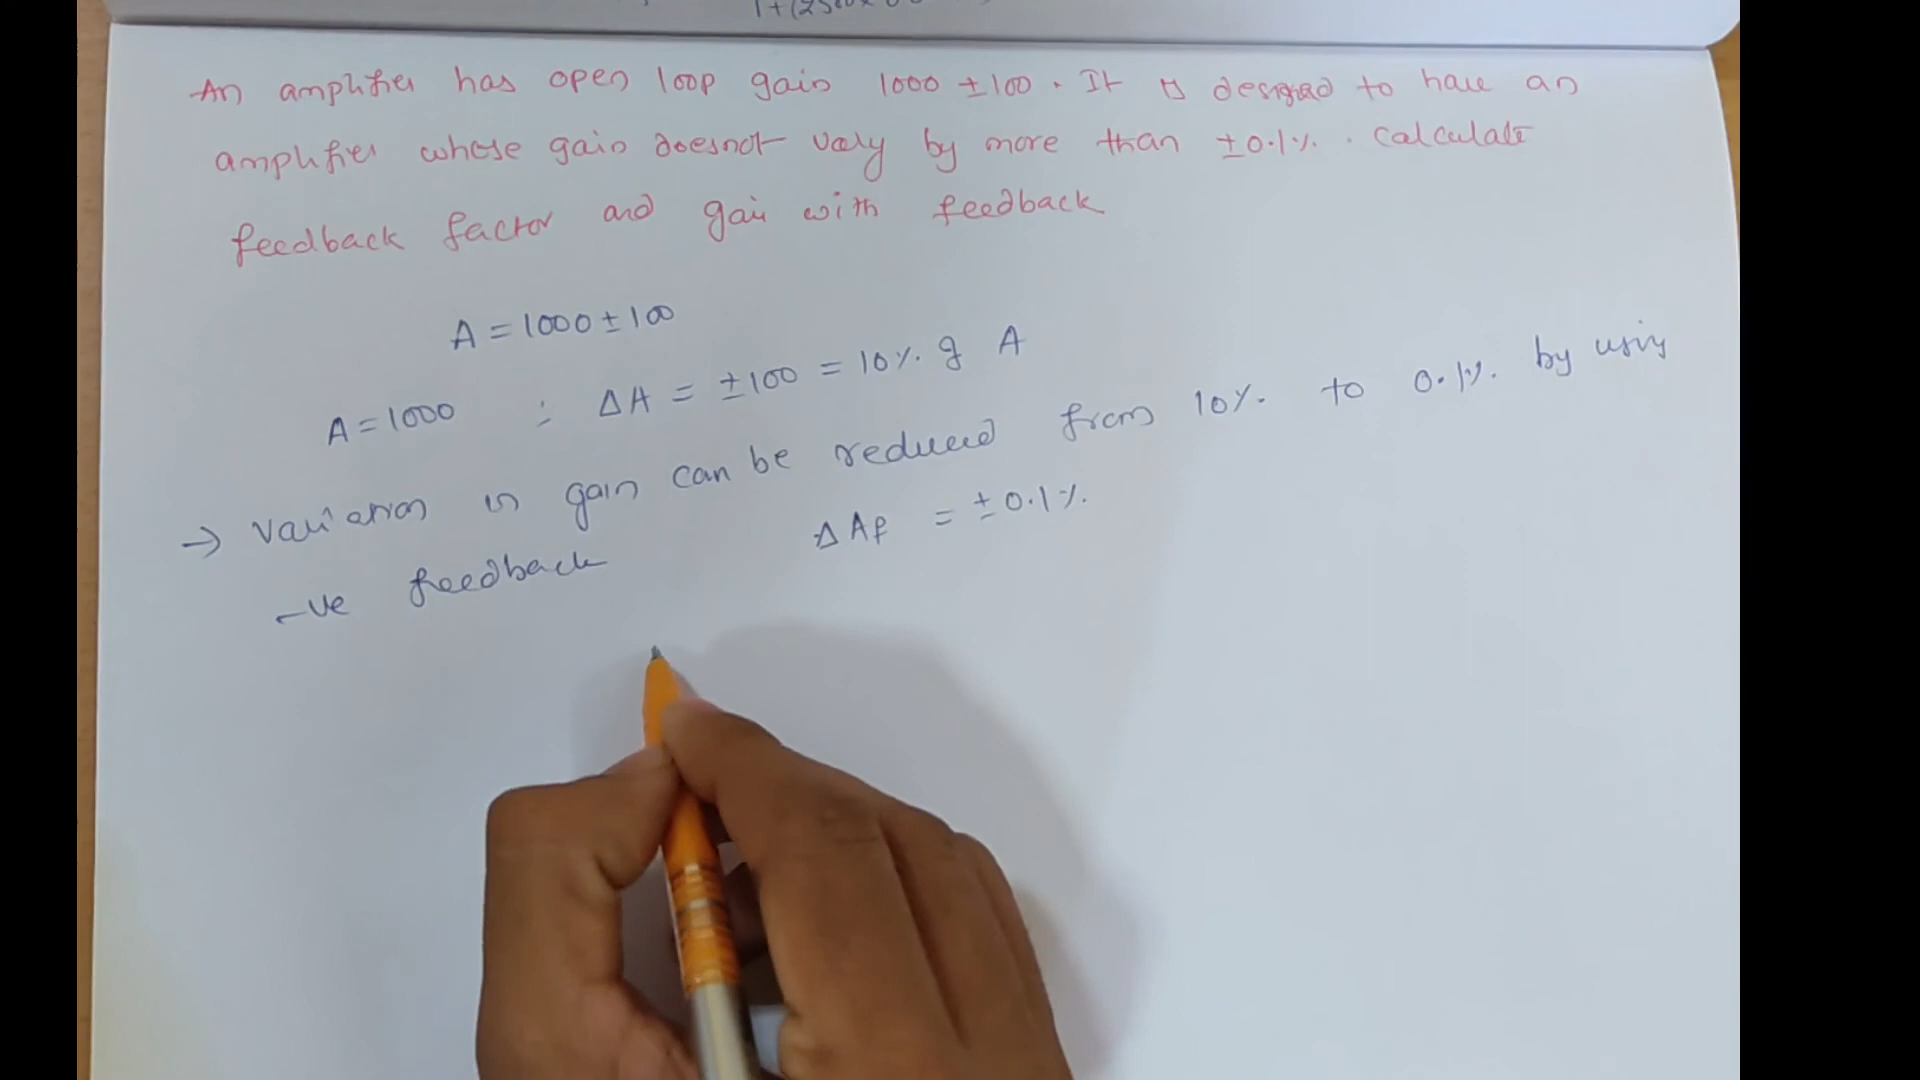 An amplifier has open loop gain 1000 ±100. It is designed to have an
amplifier whose gain doesnot vary by more than ±0.1%. Calculate
feedback factor and gain with feedback
A = 1000 ± 100
A = 1000 ∴ ΔA = ±100 = 10% of A
→ Variation in gain can be reduced from 10% to 0.1% by using
-ve feedback ΔAf = ±0.1%